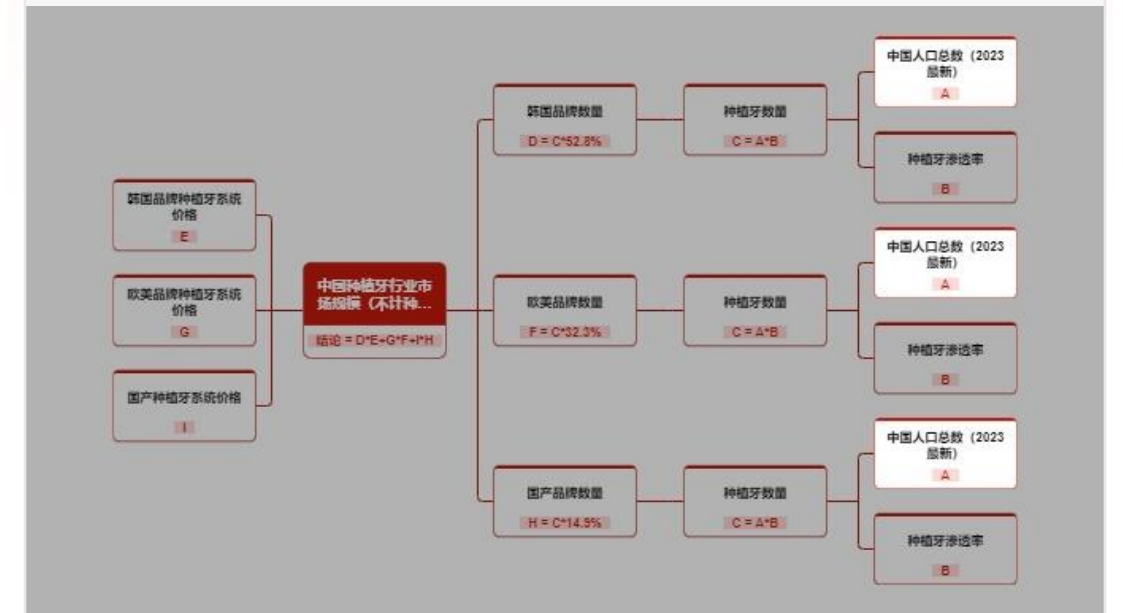 韩国品牌种植牙系统
价格
E
欧美品牌种植牙系统
价格
G
国产种植牙系统价格
I
中国种植牙行业市
场规模（不计种...
结论 = D*E+G*F+I*H
韩国品牌数量
D = C*52.8%
种植牙数量
C = A*B
中国人口总数（2023
最新）
A
种植牙渗透率
B
欧美品牌数量
F = C*32.3%
种植牙数量
C = A*B
中国人口总数（2023
最新）
A
种植牙渗透率
B
国产品牌数量
H = C*14.9%
种植牙数量
C = A*B
中国人口总数（2023
最新）
A
种植牙渗透率
B